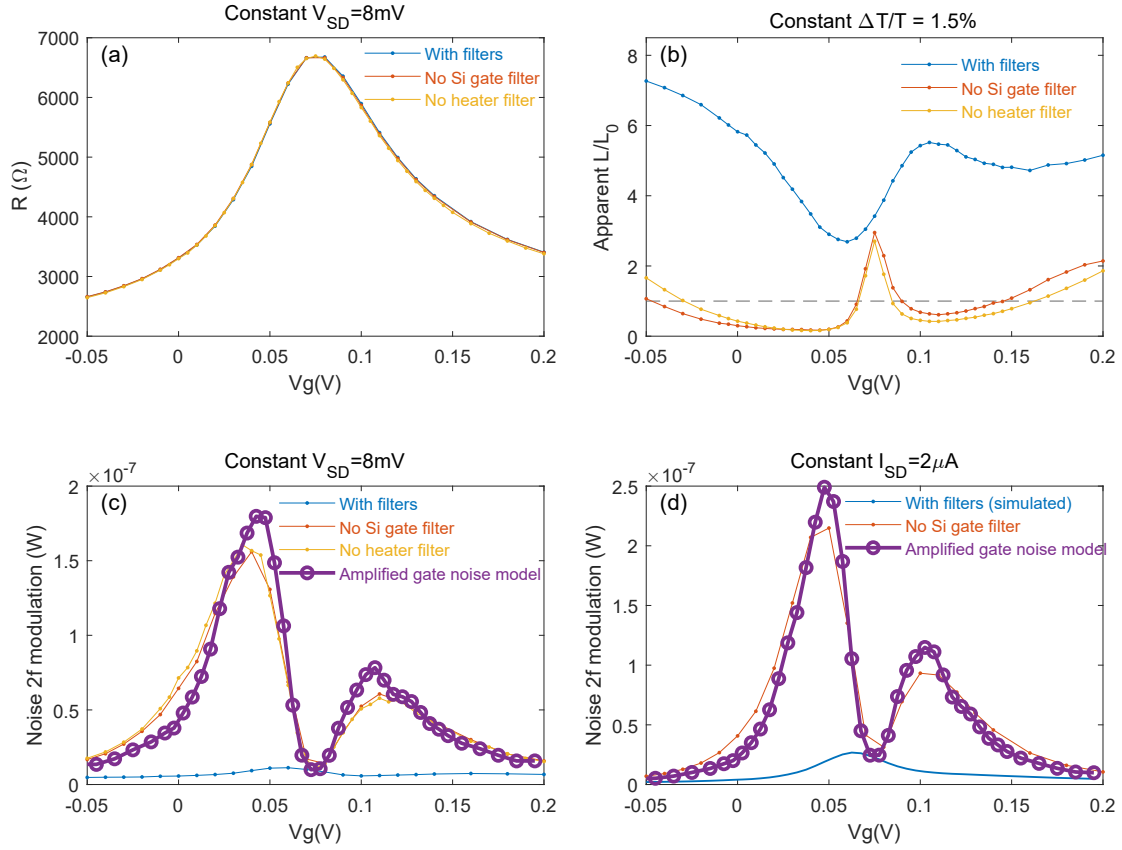 Constant V_SD=8mV
(a)
With filters
No Si gate filter
No heater filter
7000
6000
5000
4000
3000
2000
R (Ω)
-0.05 0 0.05 0.1 0.15 0.2
Vg(V)
Constant ΔT/T = 1.5%
(b)
With filters
No Si gate filter
No heater filter
8
6
4
2
0
Apparent L/L_0
-0.05 0 0.05 0.1 0.15 0.2
Vg(V)
×10^-7
Constant V_SD=8mV
(c)
With filters
No Si gate filter
No heater filter
Amplified gate noise model
2
1.5
1
0.5
0
Noise 2f modulation (W)
-0.05 0 0.05 0.1 0.15 0.2
Vg(V)
×10^-7
Constant I_SD=2μA
(d)
With filters (simulated)
No Si gate filter
Amplified gate noise model
2.5
2
1.5
1
0.5
0
Noise 2f modulation (W)
-0.05 0 0.05 0.1 0.15 0.2
Vg(V)